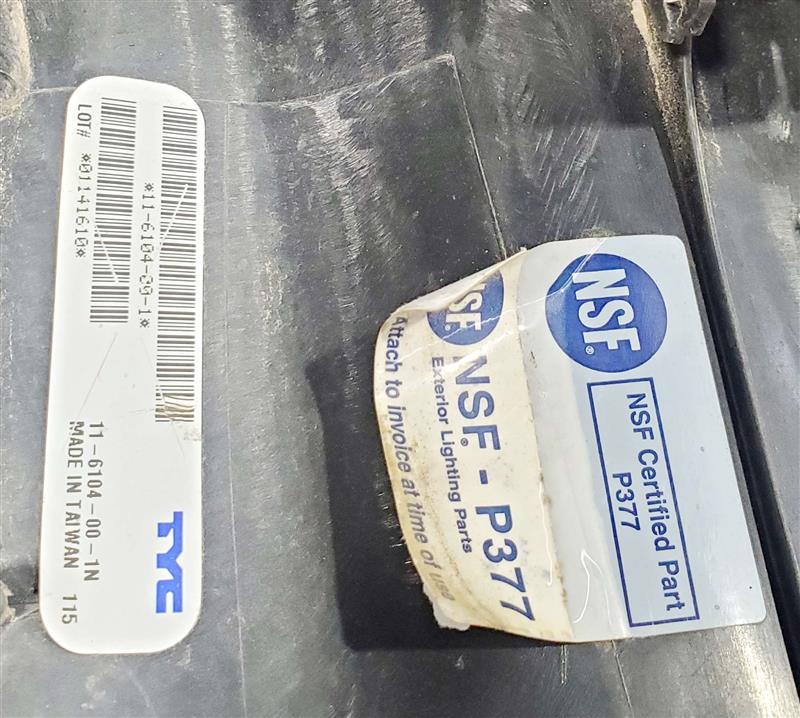 *11-6104-00-1*
LOT# *01141610*
TYC
11-6104-00-1N
MADE IN TAIWAN 115
NSF®
NSF Certified Part
P377
NSF®
NSF® - P377
Exterior Lighting Parts
Attach to invoice at time of use